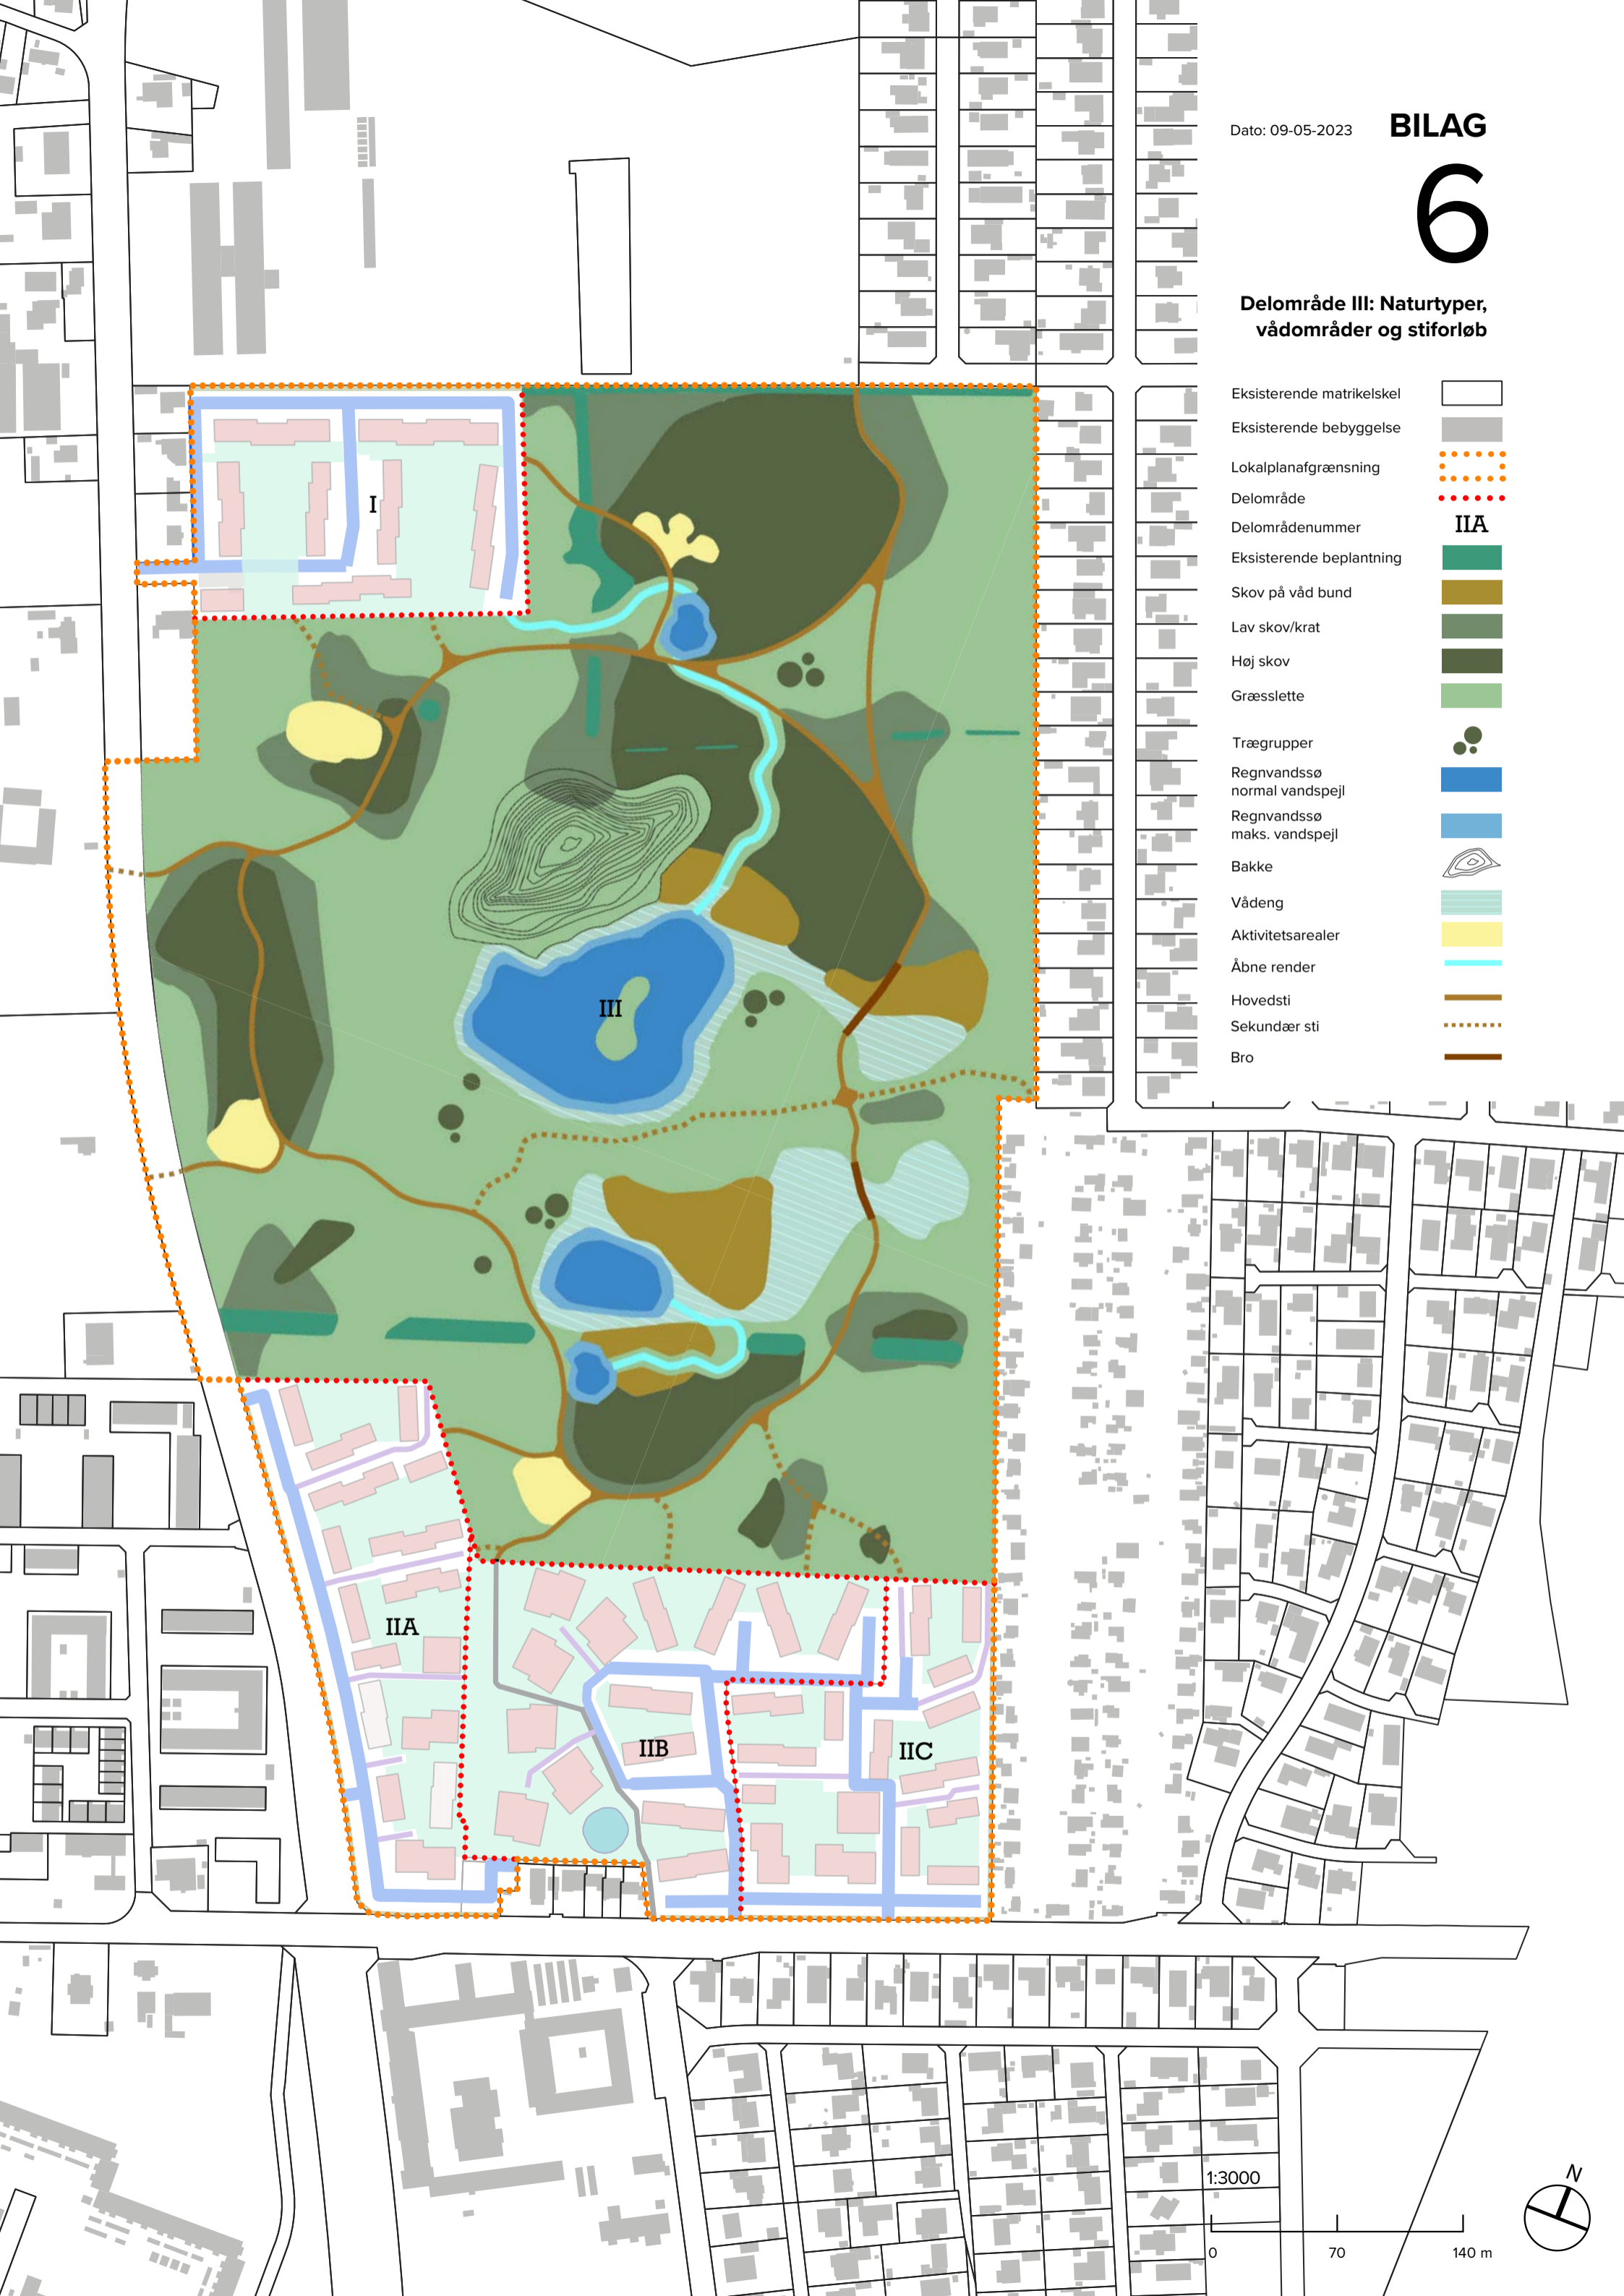 Dato: 09-05-2023
BILAG
6
Delområde III: Naturtyper,
vådområder og stiforløb
Eksisterende matrikelskel
Eksisterende bebyggelse
Lokalplanafgrænsning
Delområde
Delområdenummer
IIA
Eksisterende beplantning
Skov på våd bund
Lav skov/krat
Høj skov
Græsslette
Trægrupper
Regnvandssø
normal vandspejl
Regnvandssø
maks. vandspejl
Bakke
Vådeng
Aktivitetsarealer
Åbne render
Hovedsti
Sekundær sti
Bro
I
III
IIA
IIB
IIC
1:3000
0
70
140 m
N